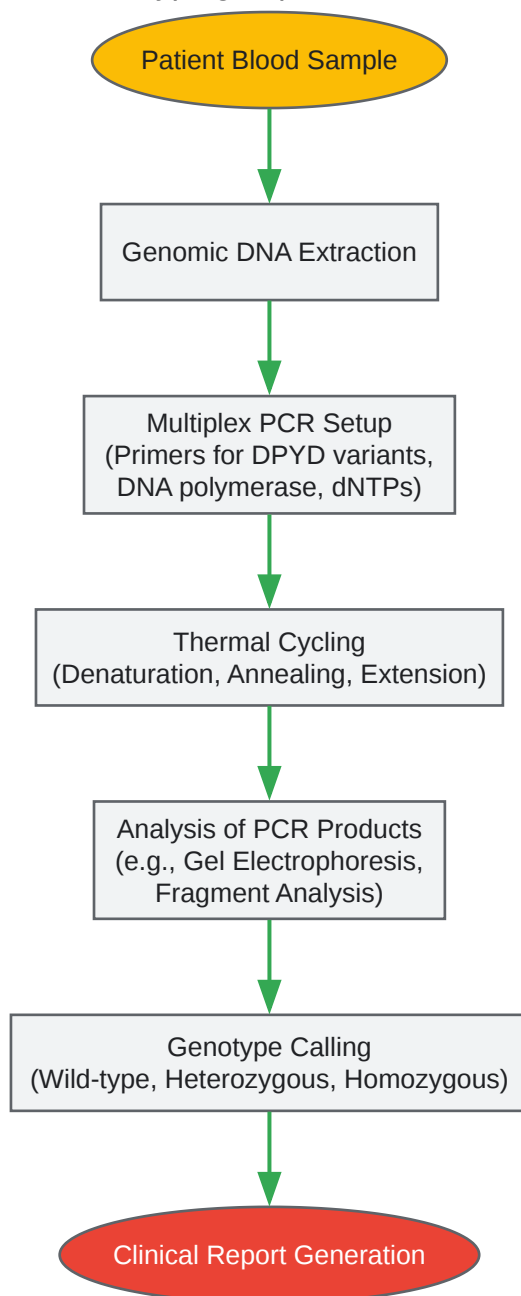 Patient Blood Sample
Genomic DNA Extraction
Multiplex PCR Setup
(Primers for DPYD variants,
DNA polymerase, dNTPs)
Thermal Cycling
(Denaturation, Annealing, Extension)
Analysis of PCR Products
(e.g., Gel Electrophoresis,
Fragment Analysis)
Genotype Calling
(Wild-type, Heterozygous, Homozygous)
Clinical Report Generation